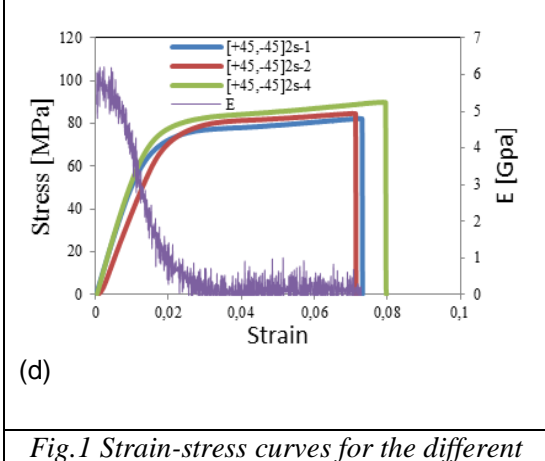 [+45,-45]2s-1
[+45,-45]2s-2
[+45,-45]2s-4
E
Stress [MPa]
120
100
80
60
40
20
0
7
6
5
4
3
2
1
0
E [Gpa]
0 0,02 0,04 0,06 0,08 0,1
Strain
(d)
Fig.1 Strain-stress curves for the different